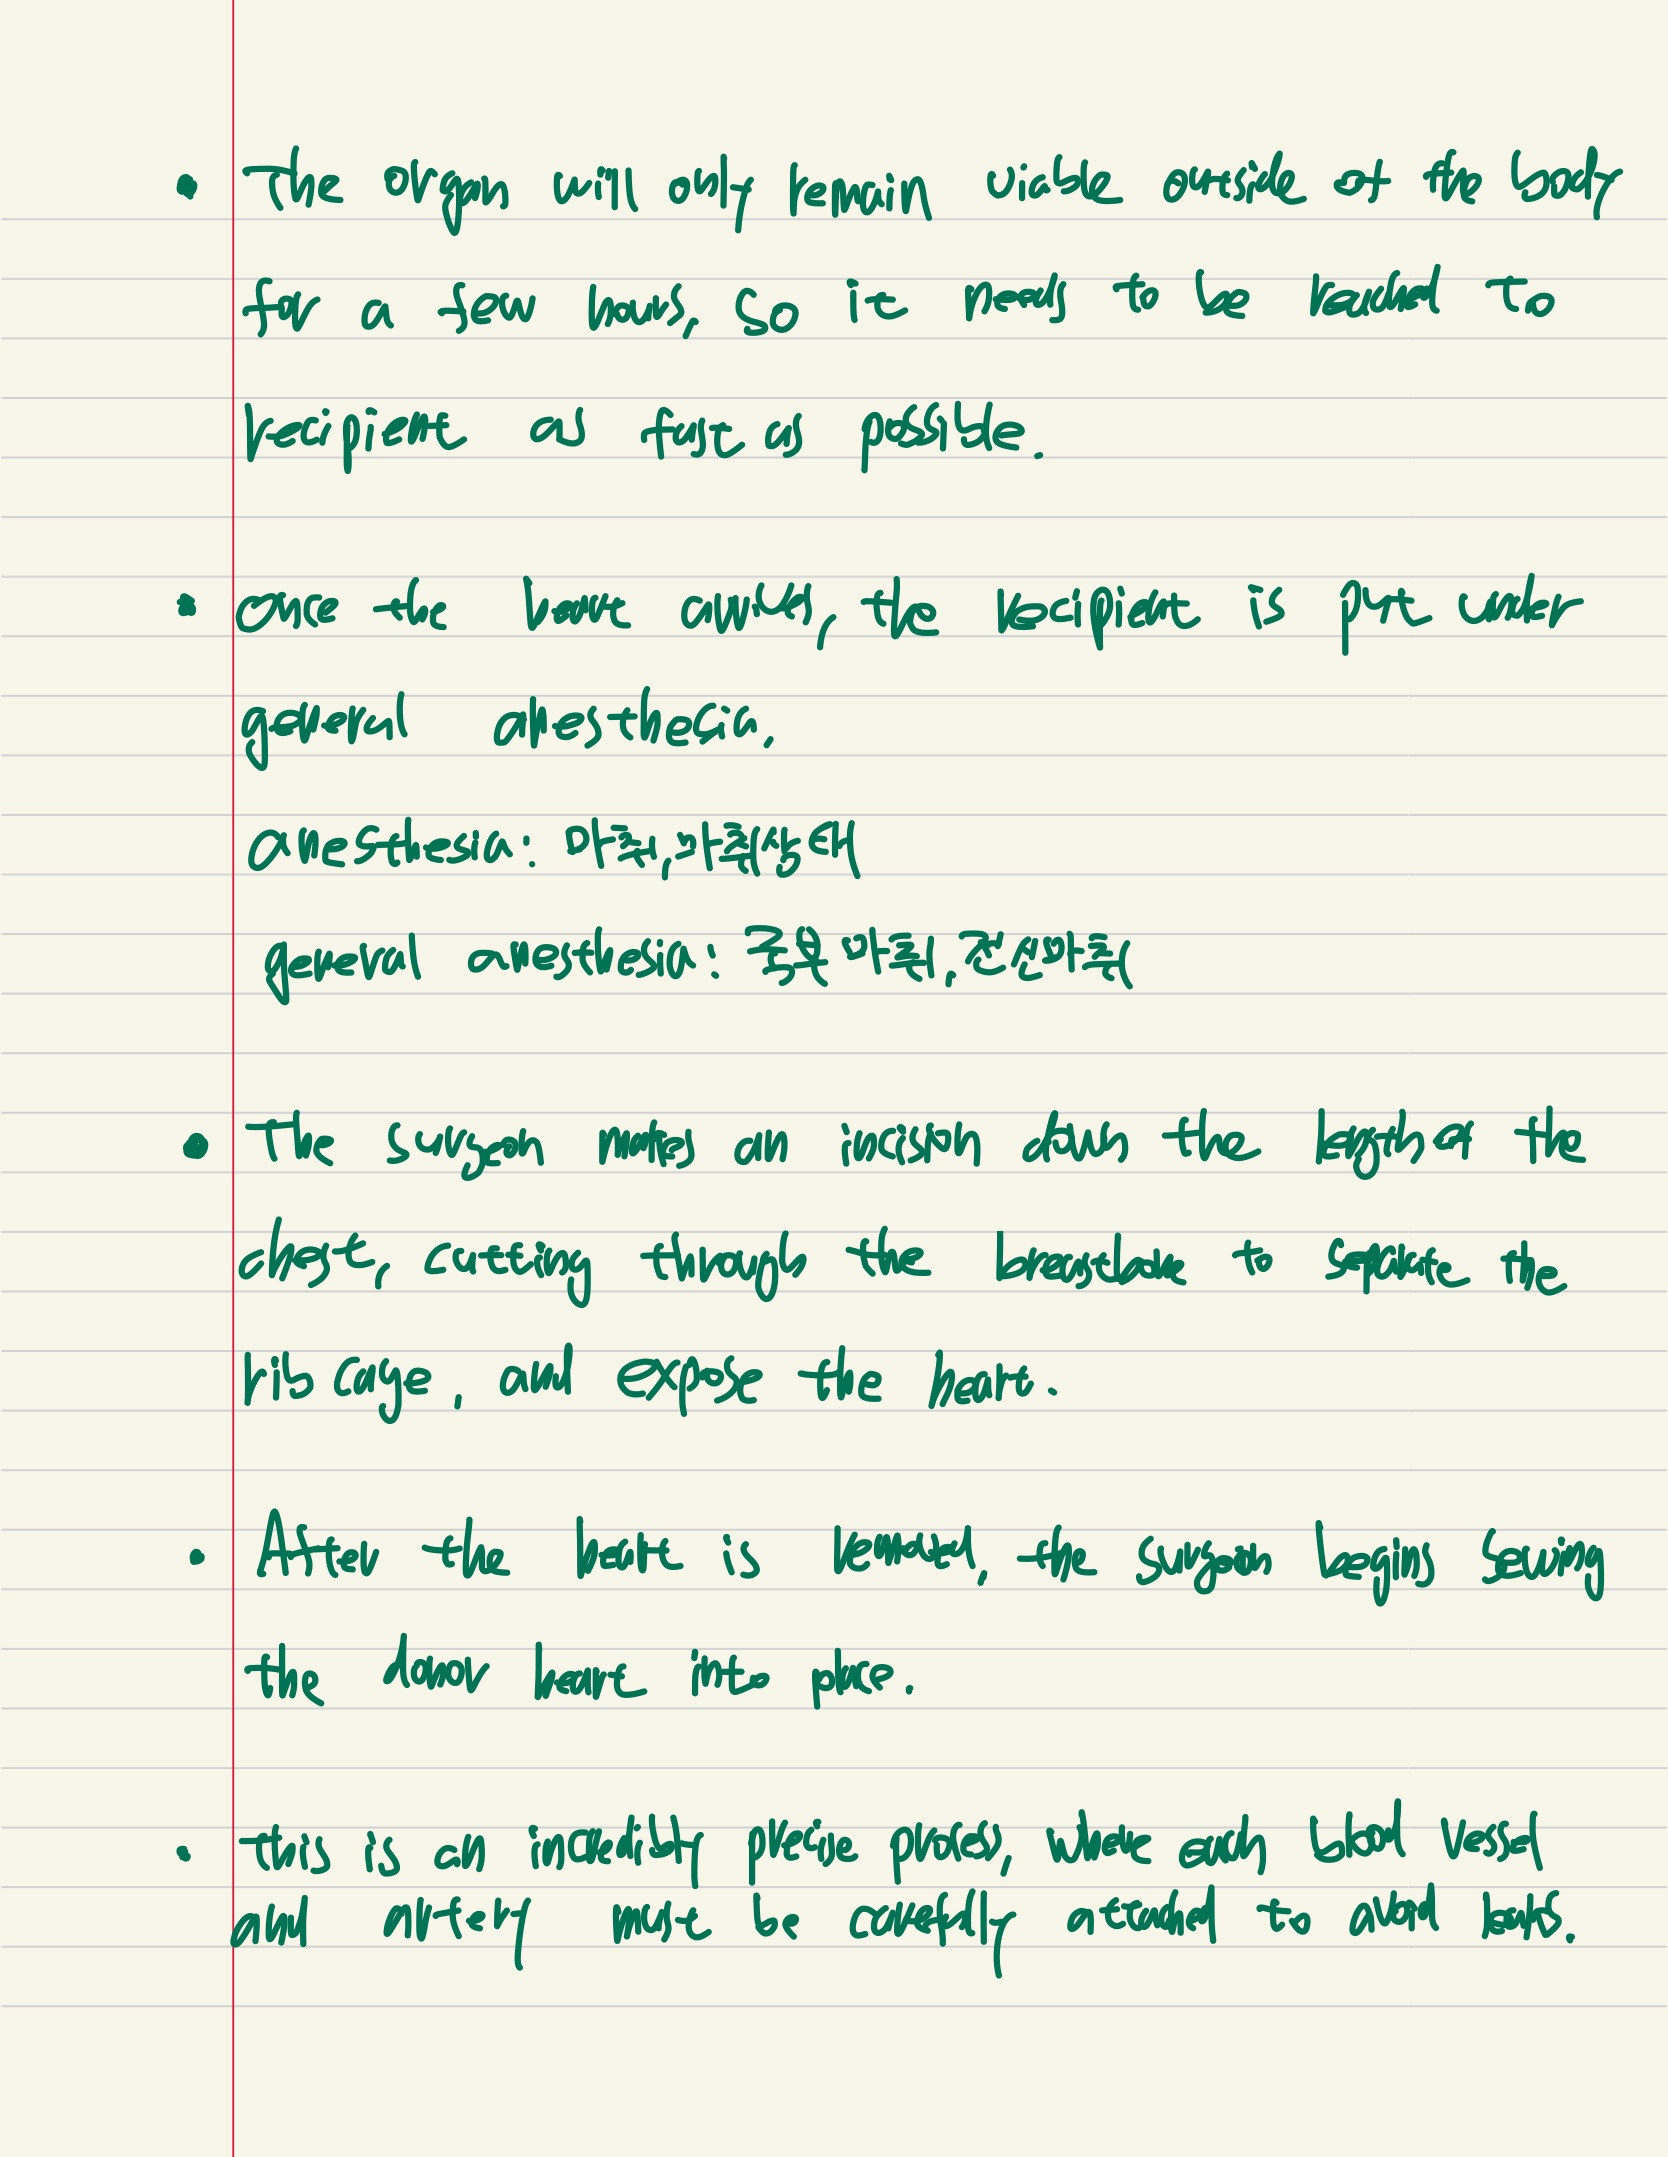 • The organ will only remain viable outside of the body
for a few hours, so it needs to be reached to
recipient as fast as possible.
• Once the heart arrives, the recipient is put under
general anesthecia.
anesthesia: 마취, 마취상태
general anesthesia: 국부 마취, 전신마취
• The surgeon makes an incision down the length of the
chest, cutting through the breastbone to separate the
rib cage, and expose the heart.
• After the heart is removed, the surgeon begins sewing
the donor heart into place.
• this is an incredibly precise process, where each blood vessel
and artery must be carefully attached to avoid leaks.